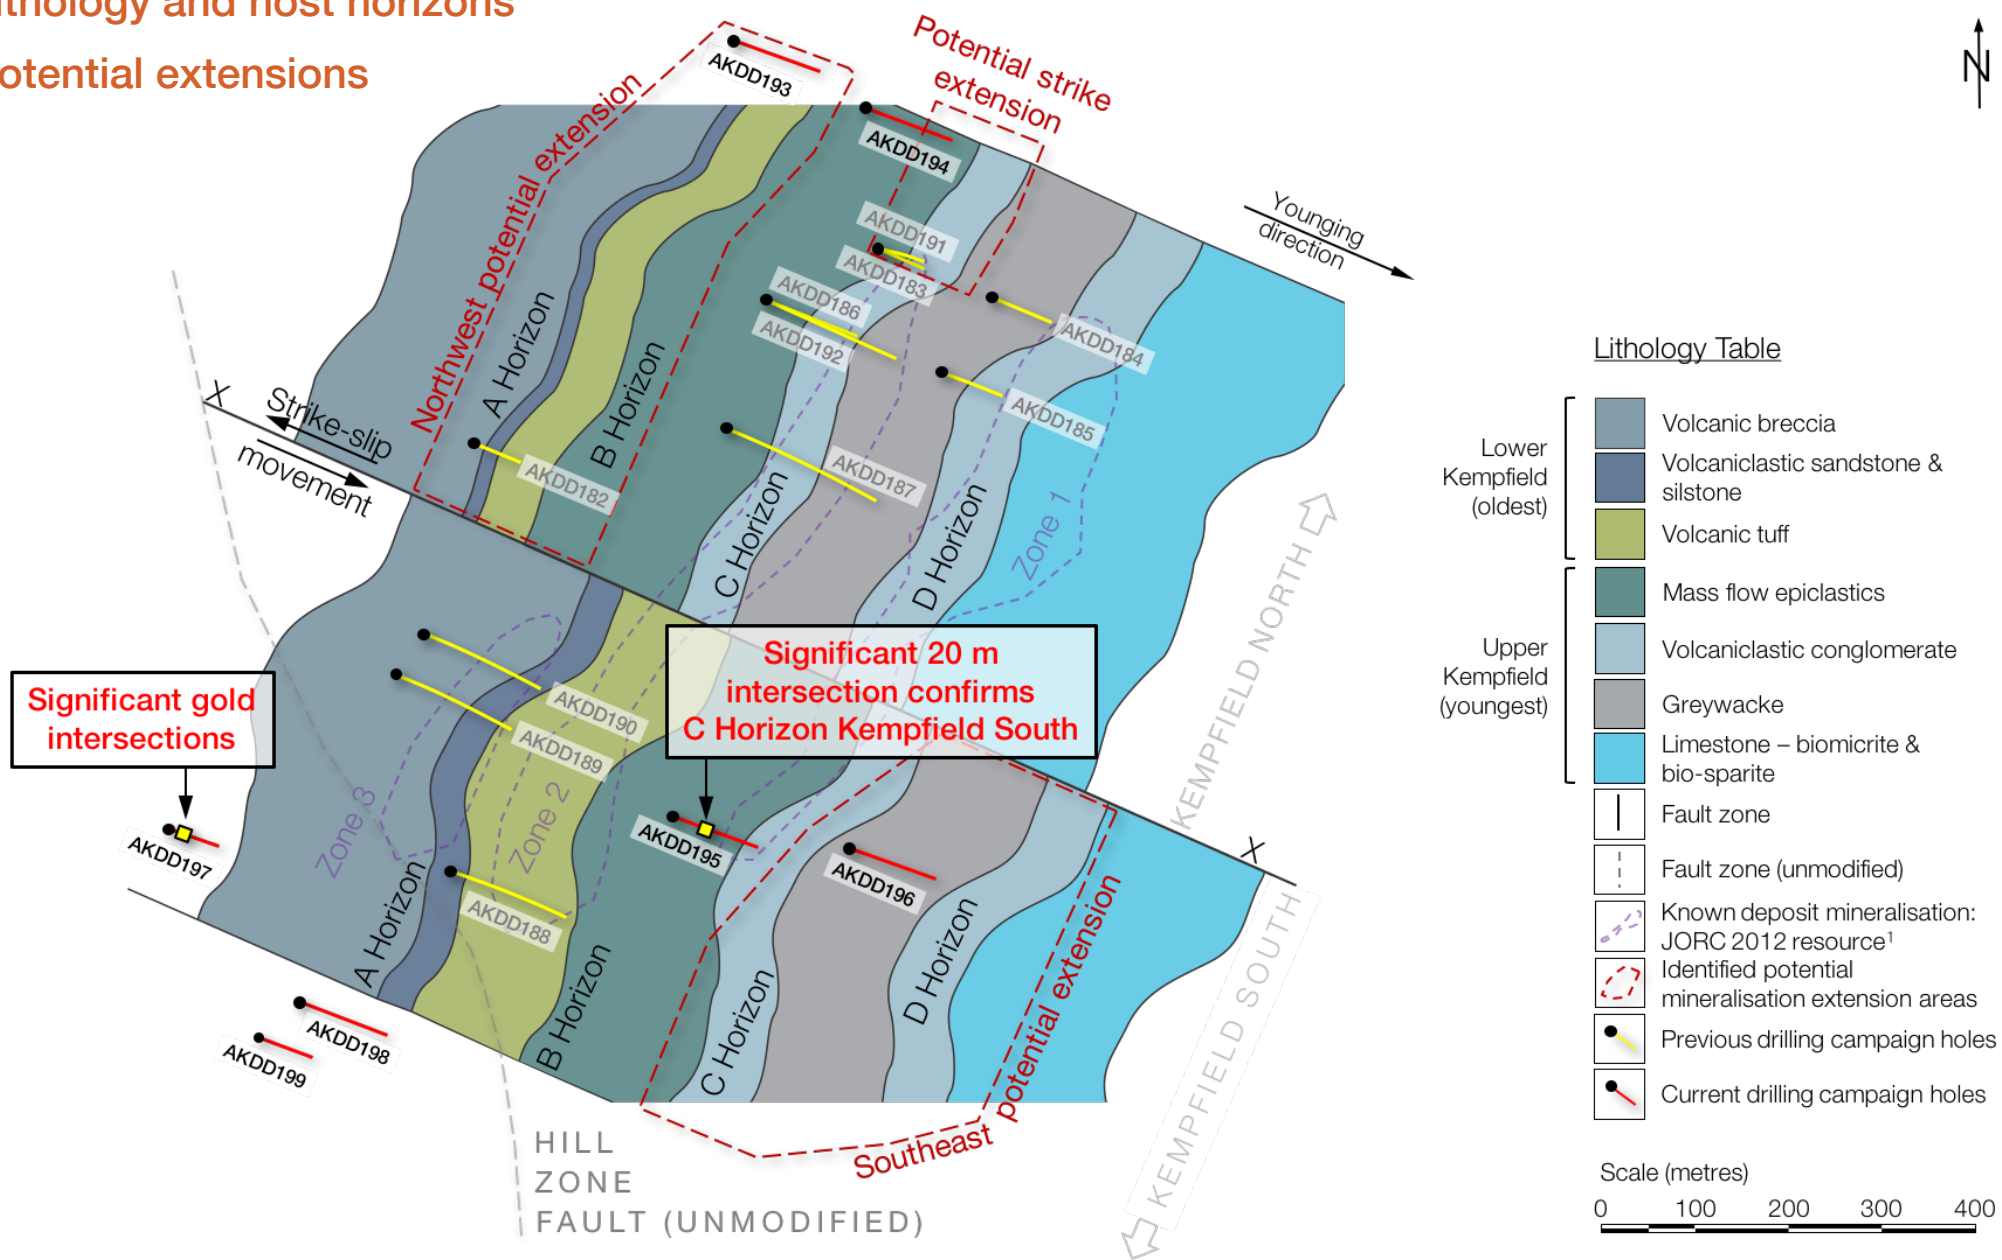 lithology and host horizons
otential extensions
N
Potential strike
extension
AKDD193
AKDD194
Northwest potential extension
Younging
direction
AKDD191
AKDD183
AKDD186
AKDD192
AKDD184
AKDD185
AKDD187
AKDD182
A Horizon
B Horizon
C Horizon
D Horizon
Zone 1
X
Strike-slip
movement
KEMPFIELD NORTH
Significant gold
intersections
Significant 20 m
intersection confirms
C Horizon Kempfield South
AKDD190
AKDD189
Zone 3
Zone 2
AKDD197
AKDD195
AKDD196
AKDD188
X
A Horizon
B Horizon
C Horizon
D Horizon
AKDD198
AKDD199
Southeast
potential extension
KEMPFIELD SOUTH
HILL
ZONE
FAULT (UNMODIFIED)
Lithology Table
Lower
Kempfield
(oldest)
Volcanic breccia
Volcaniclastic sandstone &
silstone
Volcanic tuff
Upper
Kempfield
(youngest)
Mass flow epiclastics
Volcaniclastic conglomerate
Greywacke
Limestone – biomicrite &
bio-sparite
Fault zone
Fault zone (unmodified)
Known deposit mineralisation:
JORC 2012 resource¹
Identified potential
mineralisation extension areas
Previous drilling campaign holes
Current drilling campaign holes
Scale (metres)
0 100 200 300 400